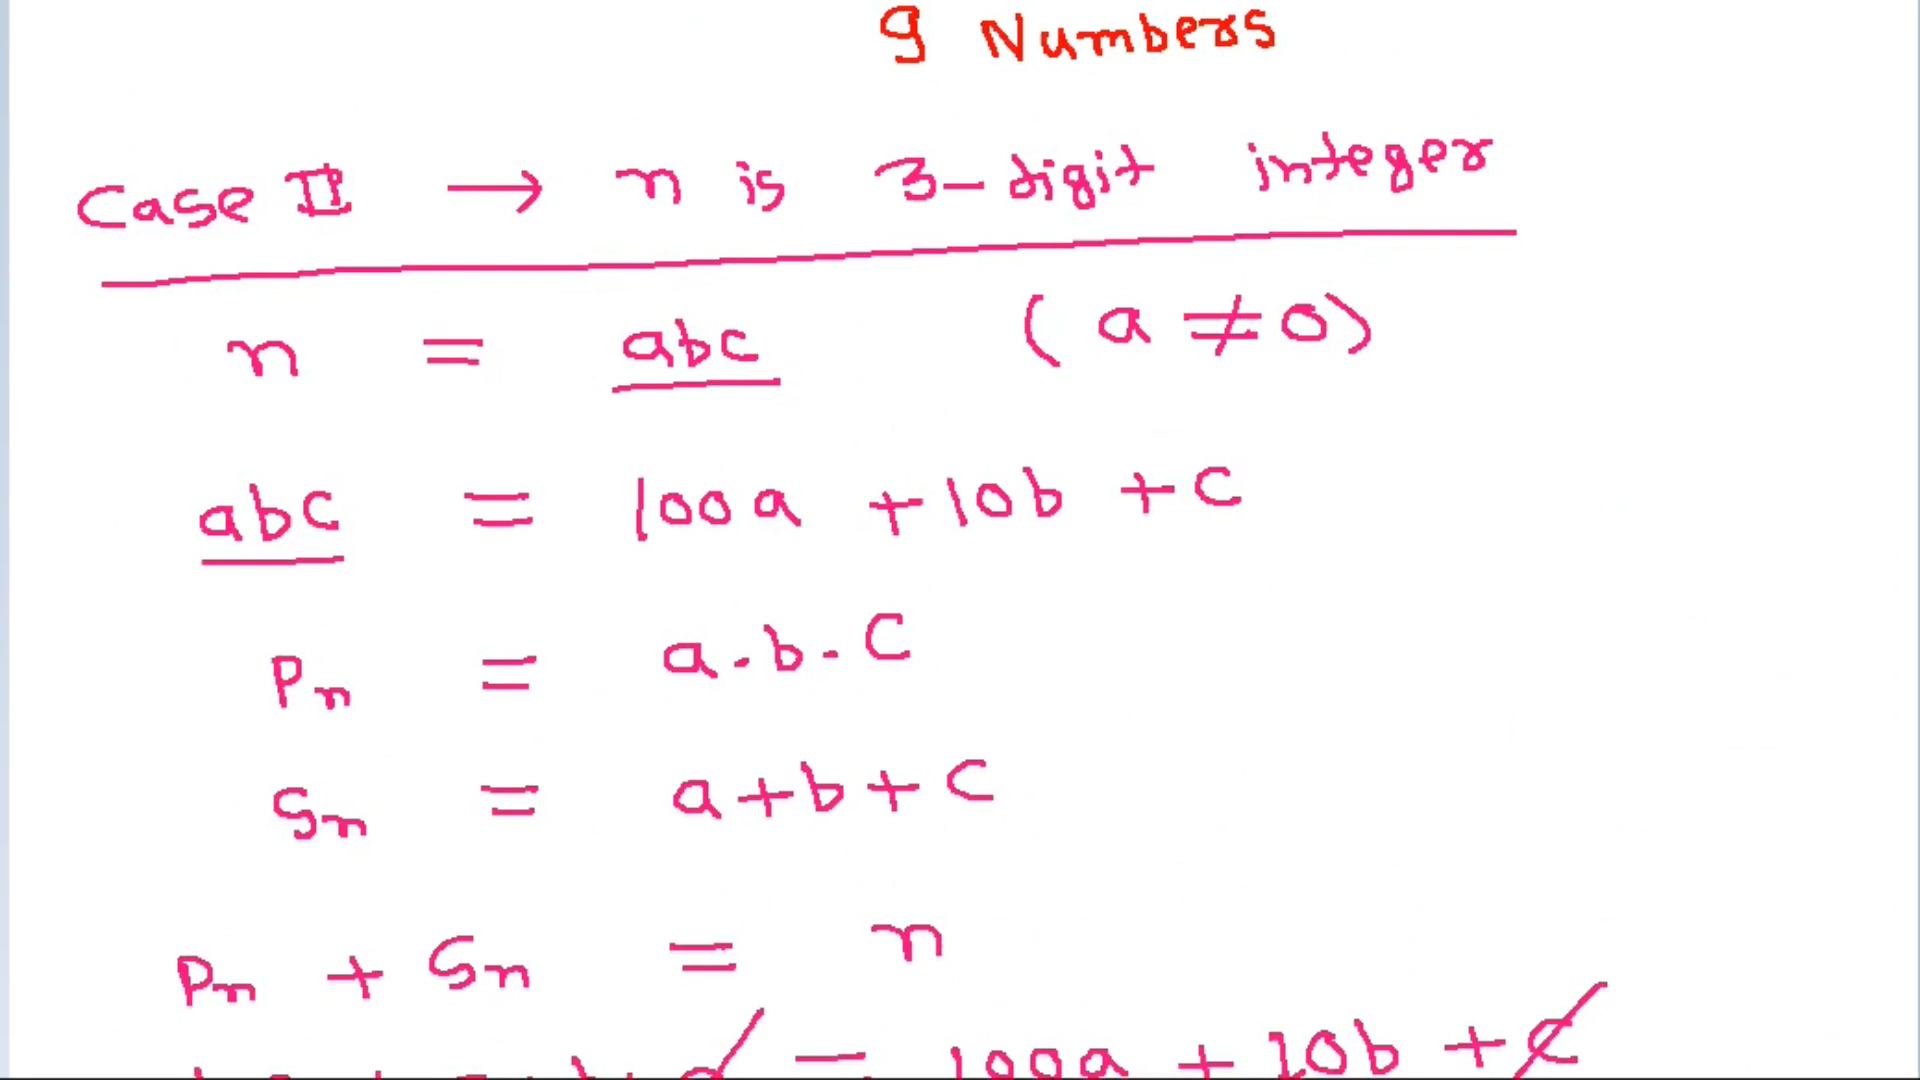 9 Numbers
Case II → n is 3-digit integer
n = abc (a ≠ 0)
abc = 100a + 10b + c
Pn = a.b.c
Sn = a+b+c
Pn + Sn = n
= 100a + 10b + c